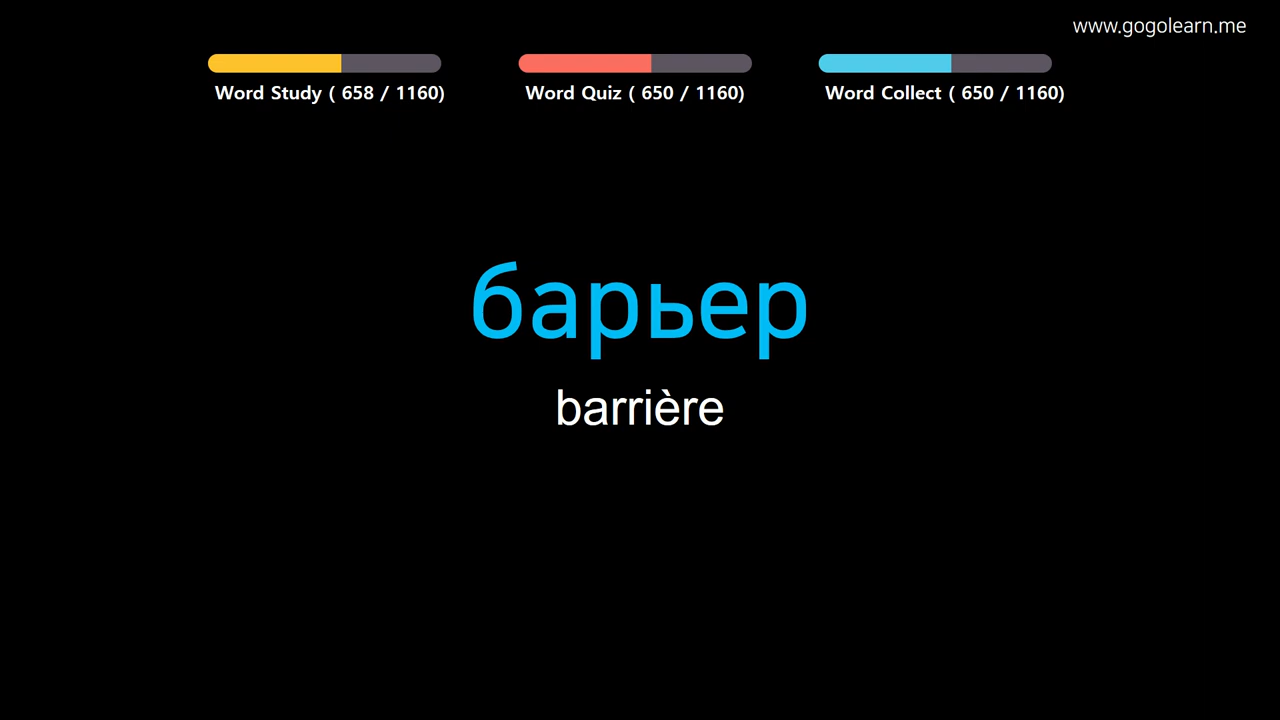 www.gogolearn.me
Word Study ( 658 / 1160)
Word Quiz ( 650 / 1160)
Word Collect ( 650 / 1160)
барьер
barrière